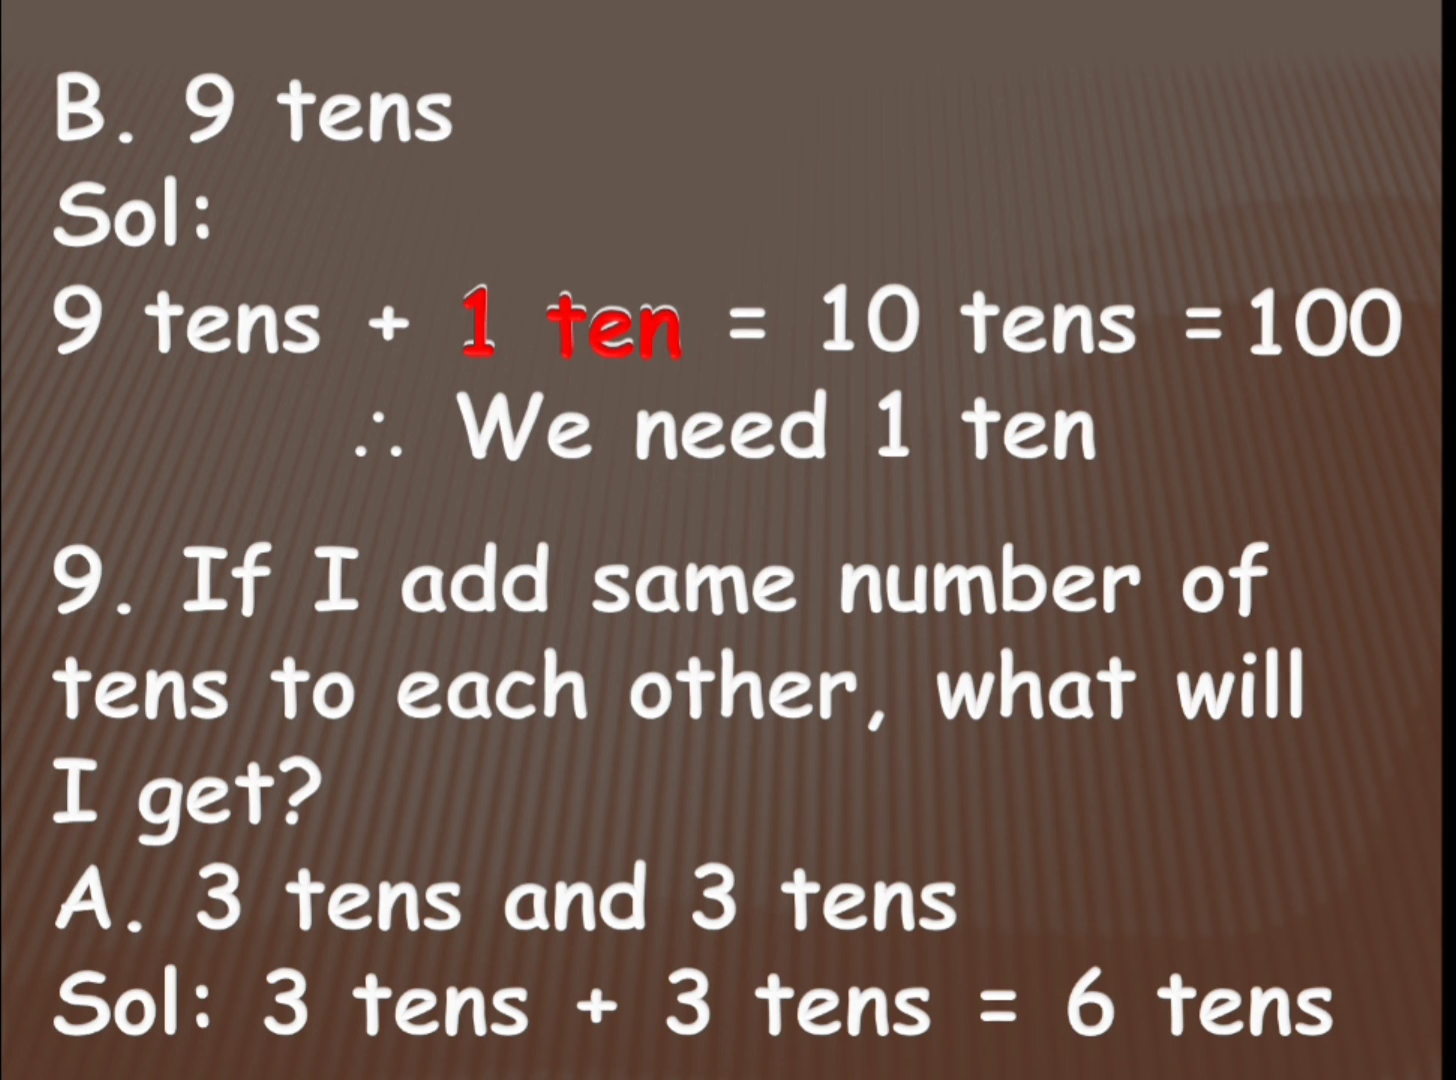 B. 9 tens
Sol:
9 tens + 1 ten = 10 tens = 100
∴ We need 1 ten
9. If I add same number of
tens to each other, what will
I get?
A. 3 tens and 3 tens
Sol: 3 tens + 3 tens = 6 tens